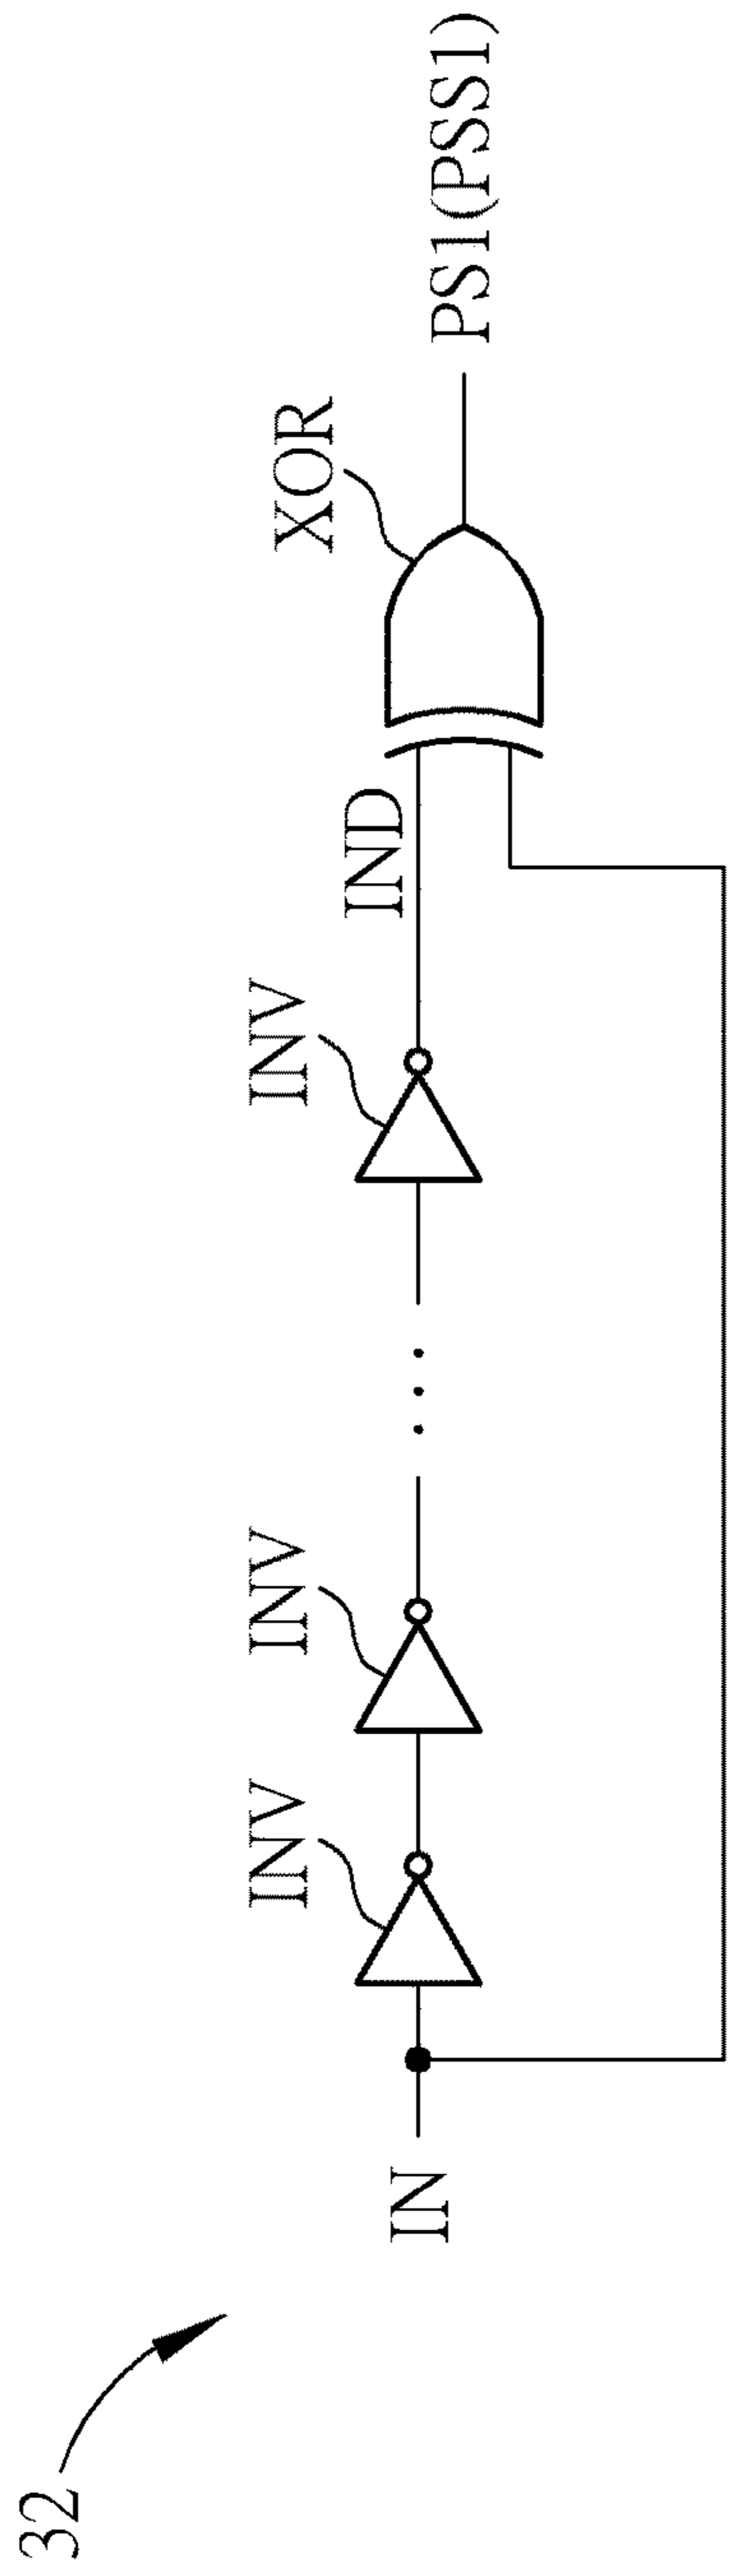 32
IN
INV
INV
INV
IND
XOR
PS1(PSS1)